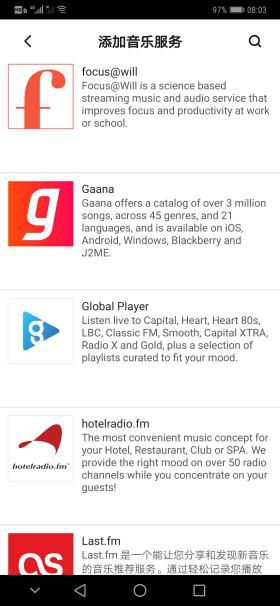 97% 08:03
添加音乐服务
focus@will
Focus@Will is a science based
streaming music and audio service that
improves focus and productivity at work
or school.
Gaana
Gaana offers a catalog of over 3 million
songs, across 45 genres, and 21
languages, and is available on iOS,
Android, Windows, Blackberry and
J2ME.
Global Player
Listen live to Capital, Heart, Heart 80s,
LBC, Classic FM, Smooth, Capital XTRA,
Radio X and Gold, plus a selection of
playlists curated to fit your mood.
hotelradio.fm
hotelradio.fm
The most convenient music concept for
your Hotel, Restaurant, Club or SPA. We
provide the right mood on over 50 radio
channels while you concentrate on your
guests!
Last.fm
Last.fm 是一个能让您分享和发现新音乐
的音乐推荐服务。通过轻松记录您播放